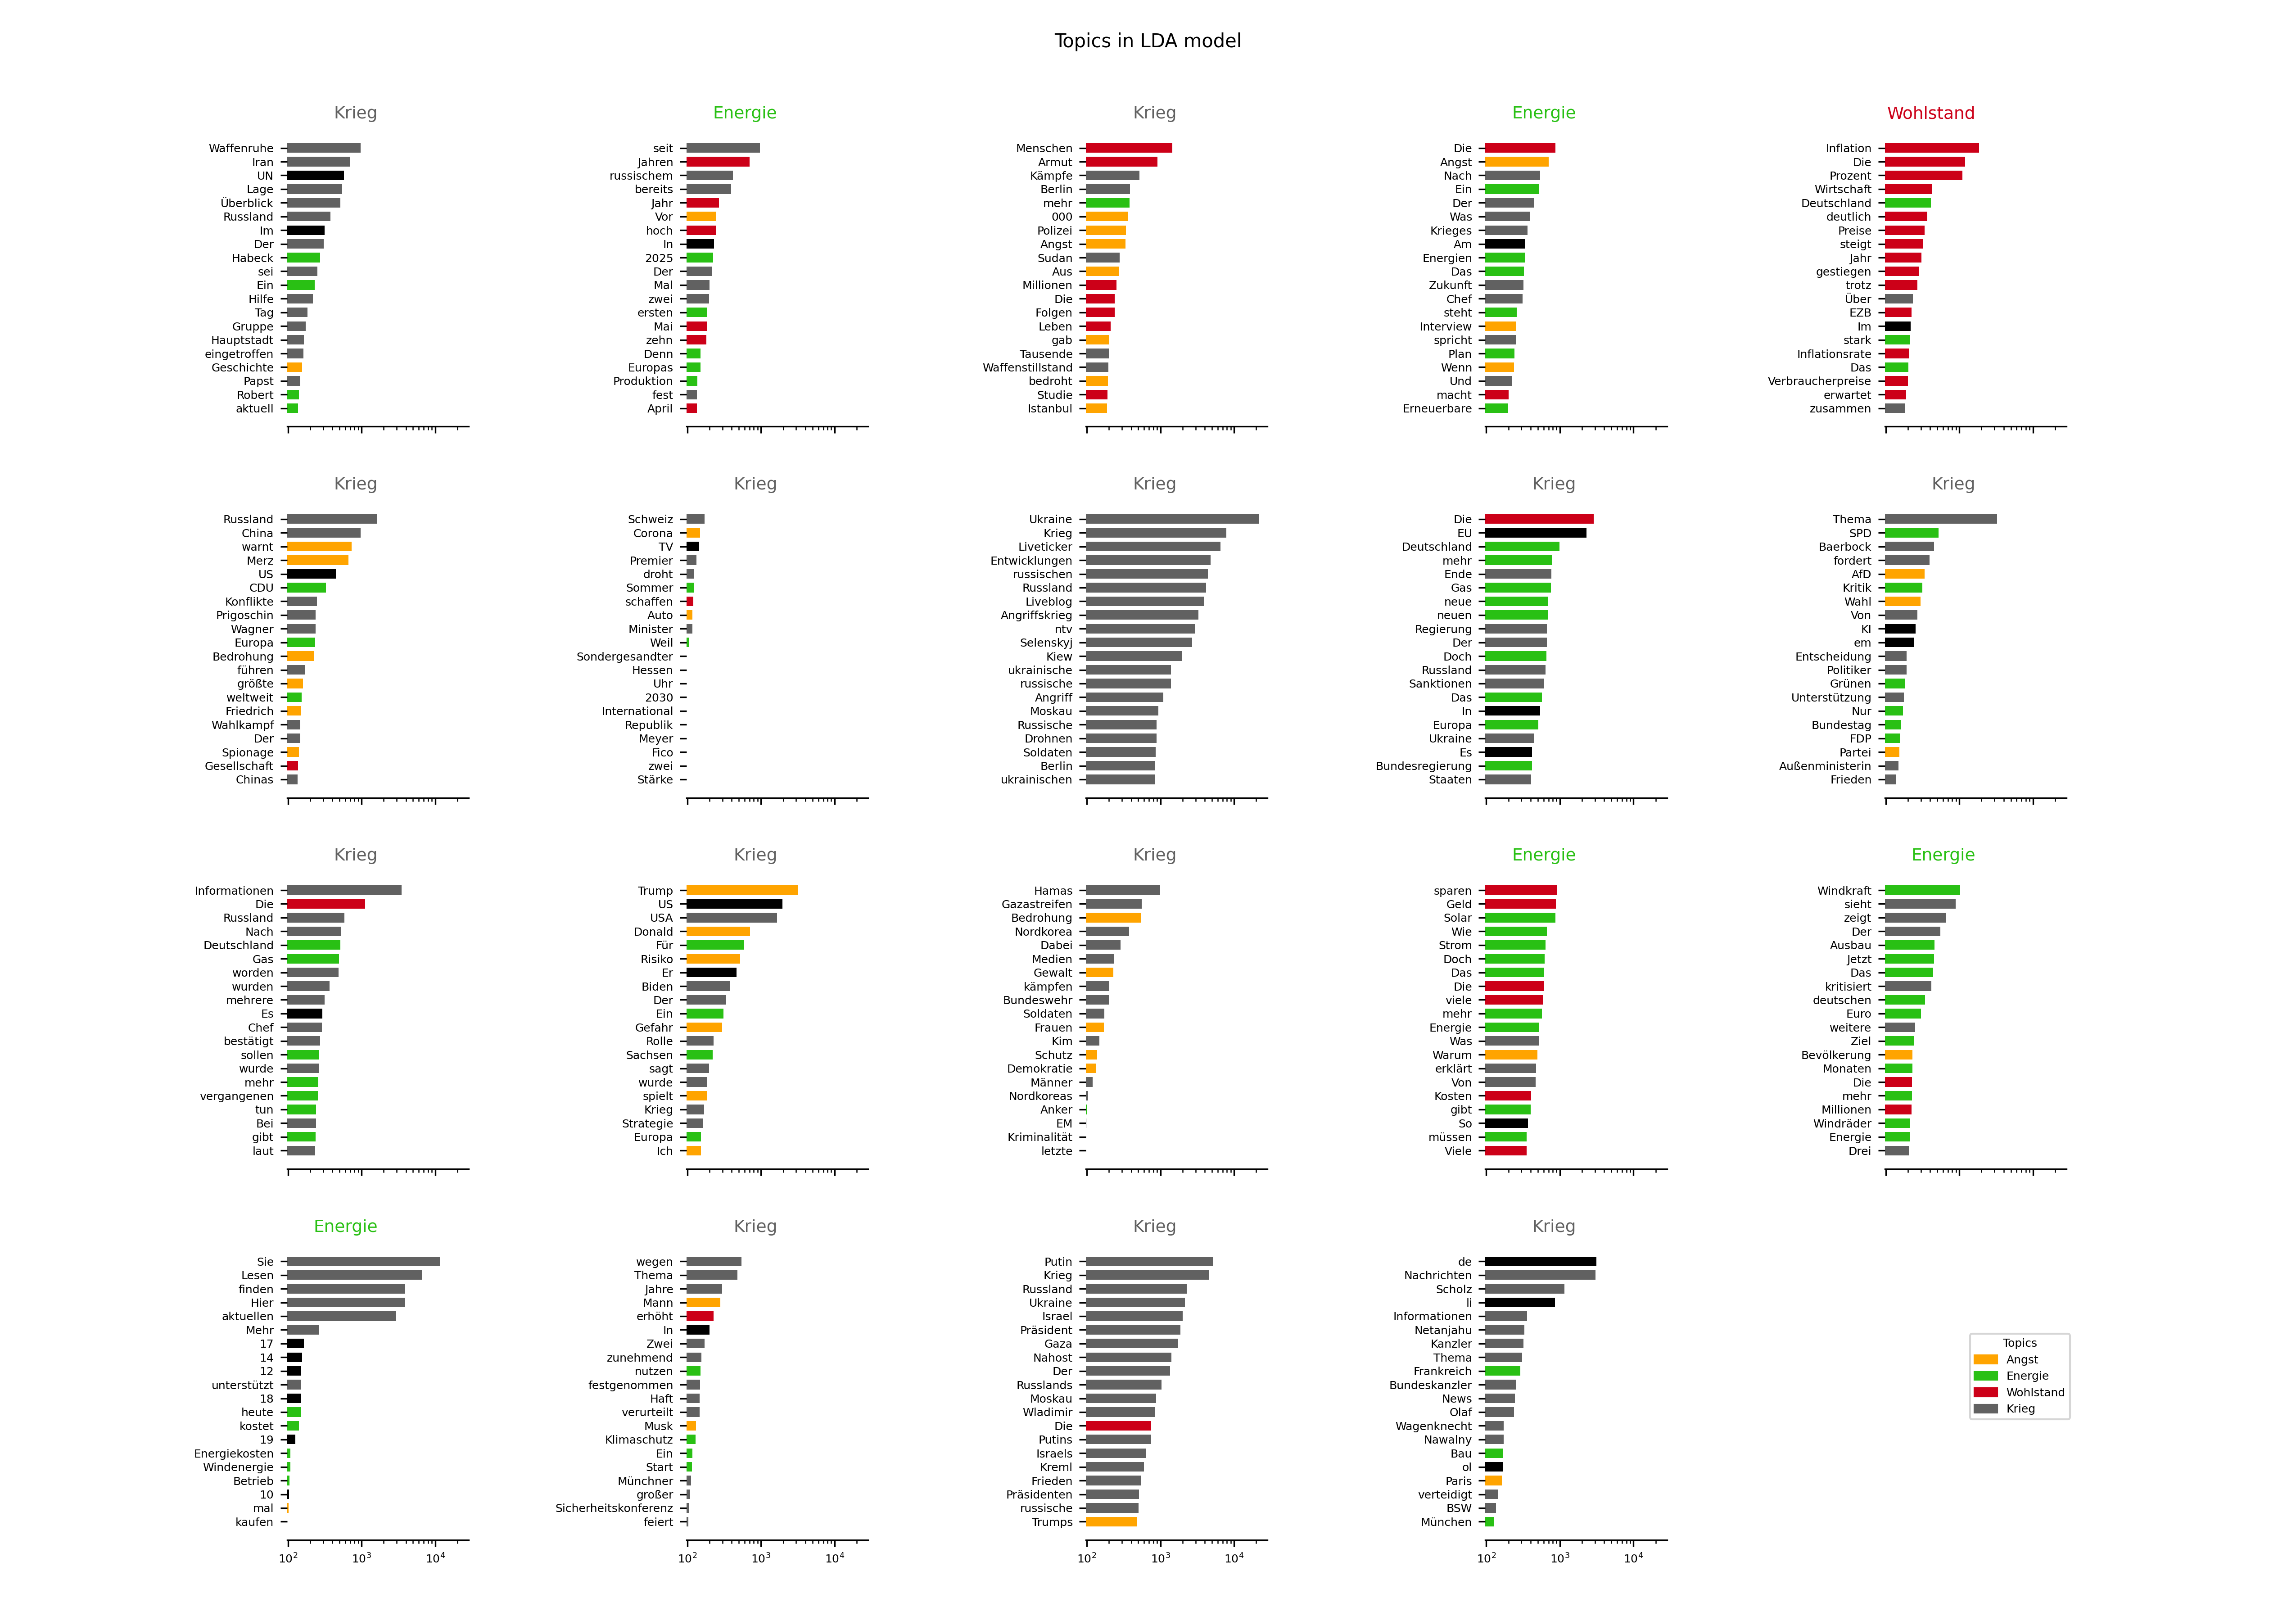 Topics in LDA model
Krieg
Waffenruhe
Iran
UN
Lage
Überblick
Russland
Im
Der
Habeck
sei
Ein
Hilfe
Tag
Gruppe
Hauptstadt
eingetroffen
Geschichte
Papst
Robert
aktuell
Energie
seit
Jahren
russischem
bereits
Jahr
Vor
hoch
In
2025
Der
Mal
zwei
ersten
Mai
zehn
Denn
Europas
Produktion
fest
April
Krieg
Menschen
Armut
Kämpfe
Berlin
mehr
000
Polizei
Angst
Sudan
Aus
Millionen
Die
Folgen
Leben
gab
Tausende
Waffenstillstand
bedroht
Studie
Istanbul
Energie
Die
Angst
Nach
Ein
Der
Was
Krieges
Am
Energien
Das
Zukunft
Chef
steht
Interview
spricht
Plan
Wenn
Und
macht
Erneuerbare
Wohlstand
Inflation
Die
Prozent
Wirtschaft
Deutschland
deutlich
Preise
steigt
Jahr
gestiegen
trotz
Über
EZB
Im
stark
Inflationsrate
Das
Verbraucherpreise
erwartet
zusammen
Krieg
Russland
China
warnt
Merz
US
CDU
Konflikte
Prigoschin
Wagner
Europa
Bedrohung
führen
größte
weltweit
Friedrich
Wahlkampf
Der
Spionage
Gesellschaft
Chinas
Krieg
Schweiz
Corona
TV
Premier
droht
Sommer
schaffen
Auto
Minister
Weil
Sondergesandter
Hessen
Uhr
2030
International
Republik
Meyer
Fico
zwei
Stärke
Krieg
Ukraine
Krieg
Liveticker
Entwicklungen
russischen
Russland
Liveblog
Angriffskrieg
ntv
Selenskyj
Kiew
ukrainische
russische
Angriff
Moskau
Russische
Drohnen
Soldaten
Berlin
ukrainischen
Krieg
Die
EU
Deutschland
mehr
Ende
Gas
neue
neuen
Regierung
Der
Doch
Russland
Sanktionen
Das
In
Europa
Ukraine
Es
Bundesregierung
Staaten
Krieg
Thema
SPD
Baerbock
fordert
AfD
Kritik
Wahl
Von
KI
em
Entscheidung
Politiker
Grünen
Unterstützung
Nur
Bundestag
FDP
Partei
Außenministerin
Frieden
Krieg
Informationen
Die
Russland
Nach
Deutschland
Gas
worden
wurden
mehrere
Es
Chef
bestätigt
sollen
wurde
mehr
vergangenen
tun
Bei
gibt
laut
Krieg
Trump
US
USA
Donald
Für
Risiko
Er
Biden
Der
Ein
Gefahr
Rolle
Sachsen
sagt
wurde
spielt
Krieg
Strategie
Europa
Ich
Krieg
Hamas
Gazastreifen
Bedrohung
Nordkorea
Dabei
Medien
Gewalt
kämpfen
Bundeswehr
Soldaten
Frauen
Kim
Schutz
Demokratie
Männer
Nordkoreas
Anker
EM
Kriminalität
letzte
Energie
sparen
Geld
Solar
Wie
Strom
Doch
Das
Die
viele
mehr
Energie
Was
Warum
erklärt
Von
Kosten
gibt
So
müssen
Viele
Energie
Windkraft
sieht
zeigt
Der
Ausbau
Jetzt
Das
kritisiert
deutschen
Euro
weitere
Ziel
Bevölkerung
Monaten
Die
mehr
Millionen
Windräder
Energie
Drei
Energie
Sie
Lesen
finden
Hier
aktuellen
Mehr
17
14
12
unterstützt
18
heute
kostet
19
Energiekosten
Windenergie
Betrieb
10
mal
kaufen
10² 10³ 10⁴
Krieg
wegen
Thema
Jahre
Mann
erhöht
In
Zwei
zunehmend
nutzen
festgenommen
Haft
verurteilt
Musk
Klimaschutz
Ein
Start
Münchner
großer
Sicherheitskonferenz
feiert
10² 10³ 10⁴
Krieg
Putin
Krieg
Russland
Ukraine
Israel
Präsident
Gaza
Nahost
Der
Russlands
Moskau
Wladimir
Die
Putins
Israels
Kreml
Frieden
Präsidenten
russische
Trumps
10² 10³ 10⁴
Krieg
de
Nachrichten
Scholz
li
Informationen
Netanjahu
Kanzler
Thema
Frankreich
Bundeskanzler
News
Olaf
Wagenknecht
Nawalny
Bau
ol
Paris
verteidigt
BSW
München
10² 10³ 10⁴
Topics
Angst
Energie
Wohlstand
Krieg